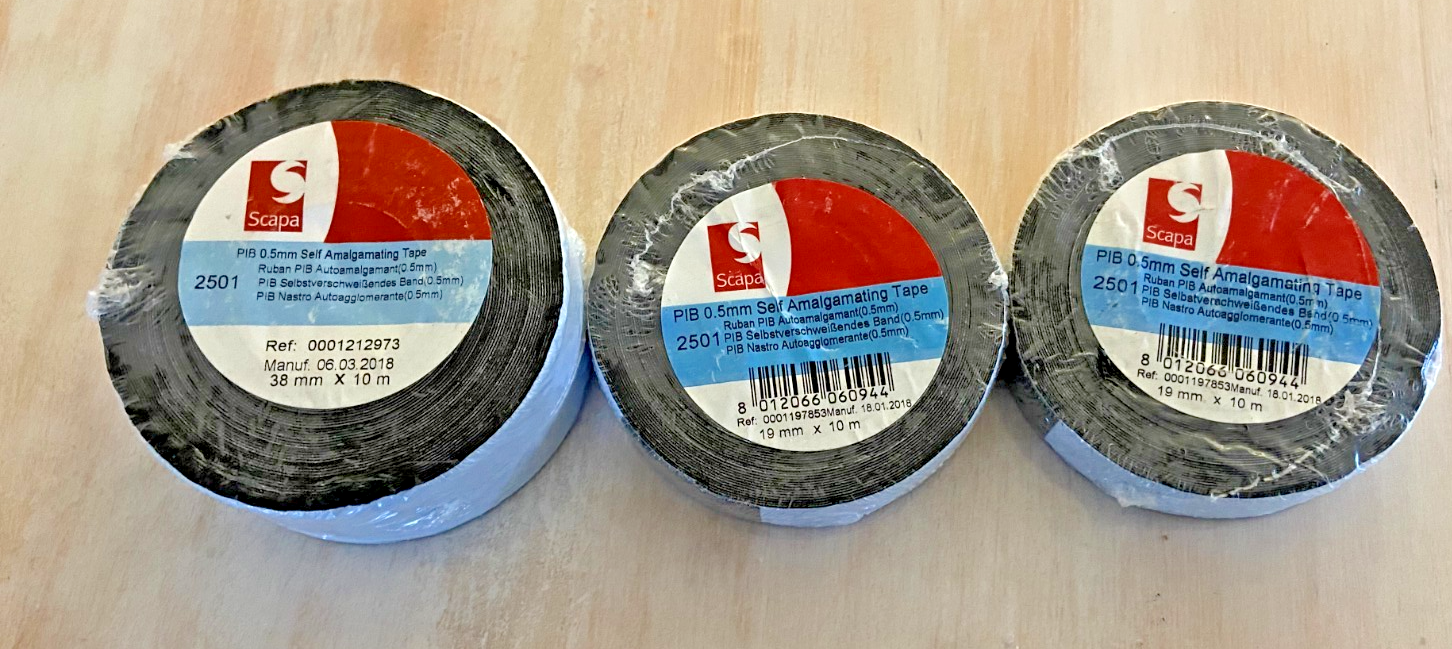 Scapa
PIB 0.5mm Self Amalgamating Tape
Ruban PIB Autoamalgamant(0.5mm)
2501 PIB Selbstverschweißendes Band(0.5mm)
PIB Nastro Autoagglomerante(0.5mm)
Ref: 0001212973
Manuf. 06.03.2018
38 mm X 10 m
Scapa
PIB 0.5mm Self Amalgamating Tape
Ruban PIB Autoamalgamant(0.5mm)
2501 PIB Selbstverschweißendes Band(0.5mm)
PIB Nastro Autoagglomerante(0.5mm)
8 012066 060944
Ref: 0001197853Manuf. 18.01.2018
19 mm x 10 m
Scapa
PIB 0.5mm Self Amalgamating Tape
Ruban PIB Autoamalgamant(0.5mm)
2501 PIB Selbstverschweißendes Band(0.5mm)
PIB Nastro Autoagglomerante(0.5mm)
8 012066 060944
Ref: 0001197853Manuf. 18.01.2018
19 mm x 10 m